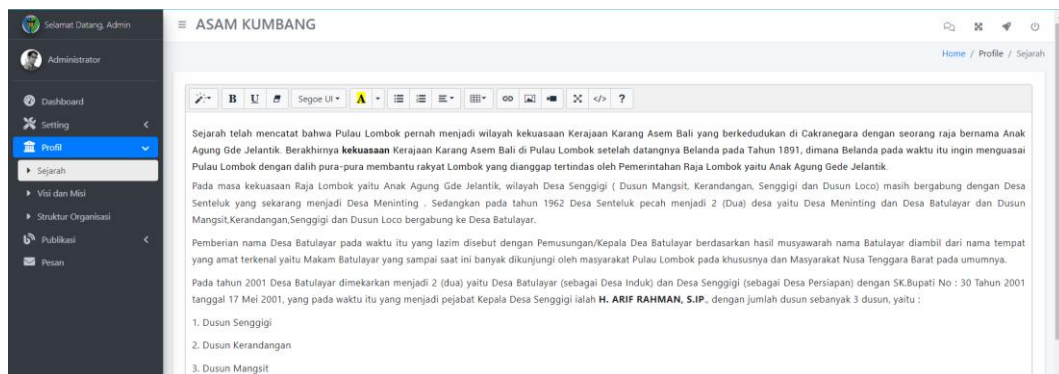 Selamat Datang, Admin
ASAM KUMBANG
Administrator
Home / Profile / Sejarah
Dashboard
Setting
Profil
Sejarah
Visi dan Misi
Struktur Organisasi
Publikasi
Pesan
B U Segoe UI A </> ?
Sejarah telah mencatat bahwa Pulau Lombok pernah menjadi wilayah kekuasaan Kerajaan Karang Asem Bali yang berkedudukan di Cakranegara dengan seorang raja bernama Anak
Agung Gde Jelantik. Berakhirnya kekuasaan Kerajaan Karang Asem Bali di Pulau Lombok setelah datangnya Belanda pada Tahun 1891, dimana Belanda pada waktu itu ingin menguasai
Pulau Lombok dengan dalih pura-pura membantu rakyat Lombok yang dianggap tertindas oleh Pemerintahan Raja Lombok yaitu Anak Agung Gede Jelantik.
Pada masa kekuasaan Raja Lombok yaitu Anak Agung Gde Jelantik, wilayah Desa Senggigi ( Dusun Mangsit, Kerandangan, Senggigi dan Dusun Loco) masih bergabung dengan Desa
Senteluk yang sekarang menjadi Desa Meninting . Sedangkan pada tahun 1962 Desa Senteluk pecah menjadi 2 (Dua) desa yaitu Desa Meninting dan Desa Batulayar dan Dusun
Mangsit,Kerandangan,Senggigi dan Dusun Loco bergabung ke Desa Batulayar.
Pemberian nama Desa Batulayar pada waktu itu yang lazim disebut dengan Pemusungan/Kepala Dea Batulayar berdasarkan hasil musyawarah nama Batulayar diambil dari nama tempat
yang amat terkenal yaitu Makam Batulayar yang sampai saat ini banyak dikunjungi oleh masyarakat Pulau Lombok pada khususnya dan Masyarakat Nusa Tenggara Barat pada umumnya.
Pada tahun 2001 Desa Batulayar dimekarkan menjadi 2 (dua) yaitu Desa Batulayar (sebagai Desa Induk) dan Desa Senggigi (sebagai Desa Persiapan) dengan SK.Bupati No : 30 Tahun 2001
tanggal 17 Mei 2001, yang pada waktu itu yang menjadi pejabat Kepala Desa Senggigi ialah H. ARIF RAHMAN, S.IP., dengan jumlah dusun sebanyak 3 dusun, yaitu :
1. Dusun Senggigi
2. Dusun Kerandangan
3. Dusun Mangsit